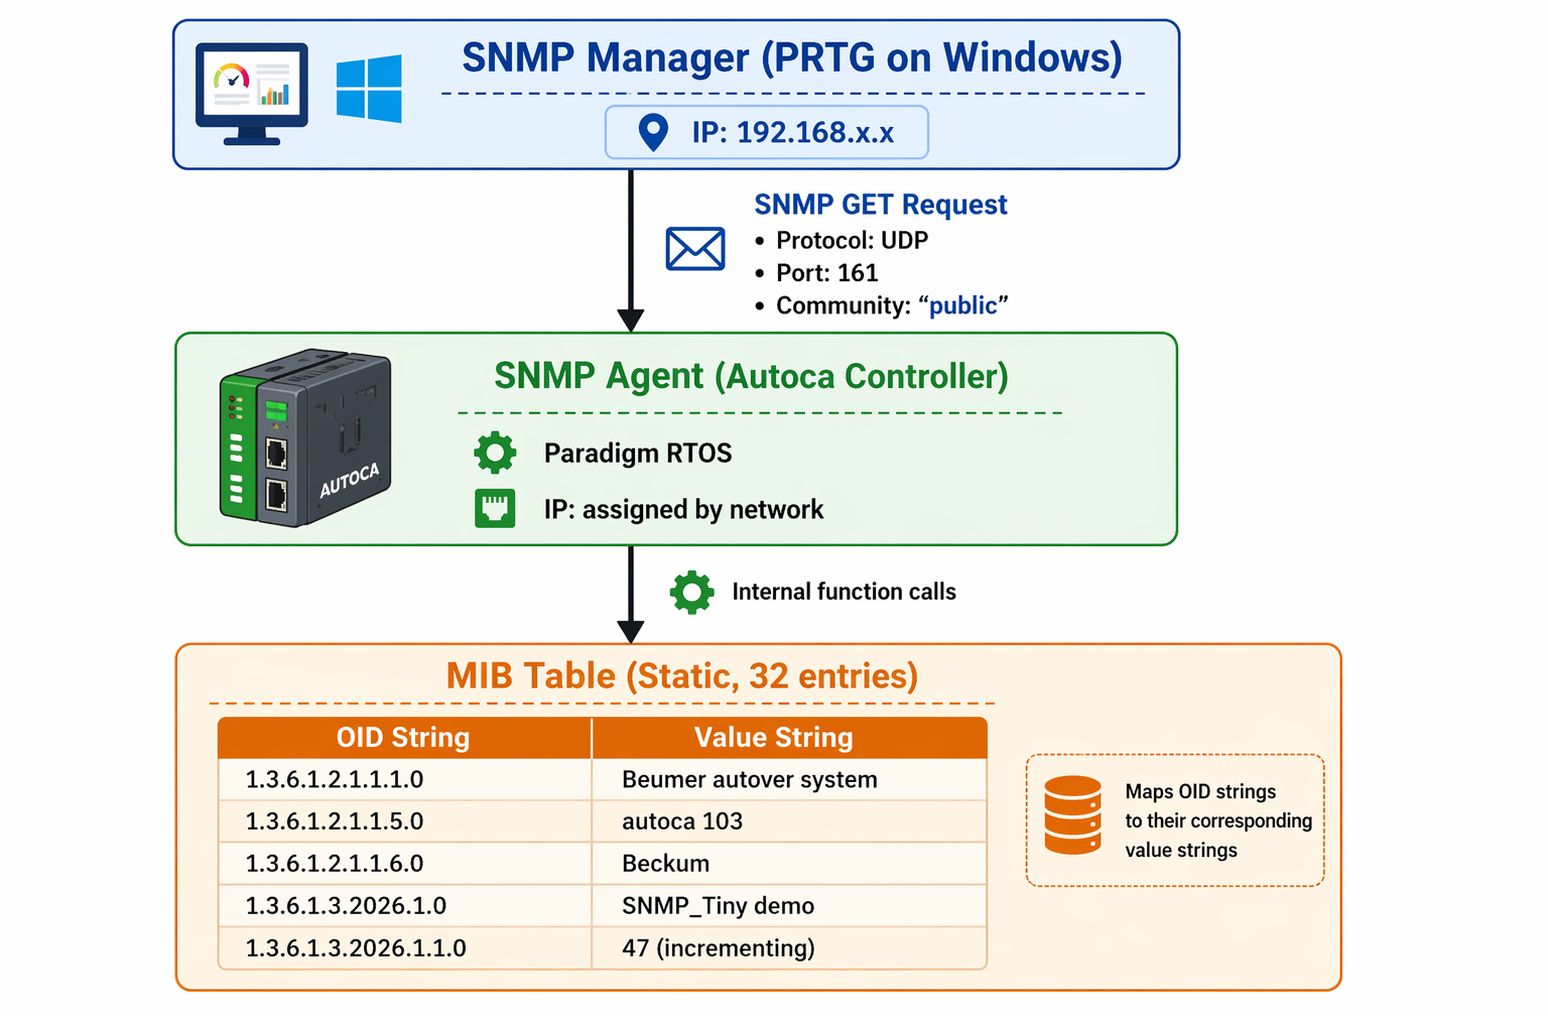 SNMP Manager (PRTG on Windows)
IP: 192.168.x.x
SNMP GET Request
• Protocol: UDP
• Port: 161
• Community: “public”
SNMP Agent (Autoca Controller)
Paradigm RTOS
IP: assigned by network
AUTOCA
Internal function calls
MIB Table (Static, 32 entries)
OID String Value String
1.3.6.1.2.1.1.1.0 Beumer autover system
1.3.6.1.2.1.1.5.0 autoca 103
1.3.6.1.2.1.1.6.0 Beckum
1.3.6.1.3.2026.1.0 SNMP_Tiny demo
1.3.6.1.3.2026.1.1.0 47 (incrementing)
Maps OID strings
to their corresponding
value strings